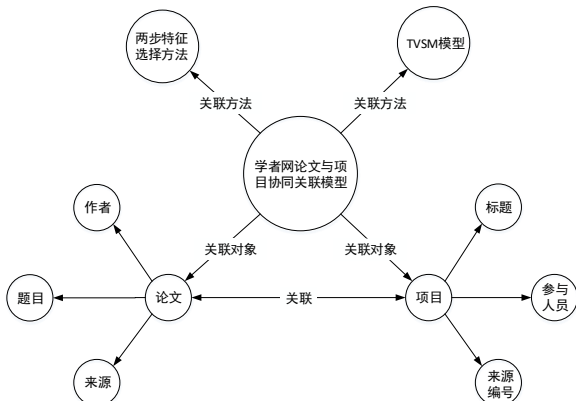 两步特征
选择方法
TVSM模型
关联方法
关联方法
学者网论文与项
目协同关联模型
作者
标题
关联对象
关联对象
题目
论文
关联
项目
参与
人员
来源
来源
编号